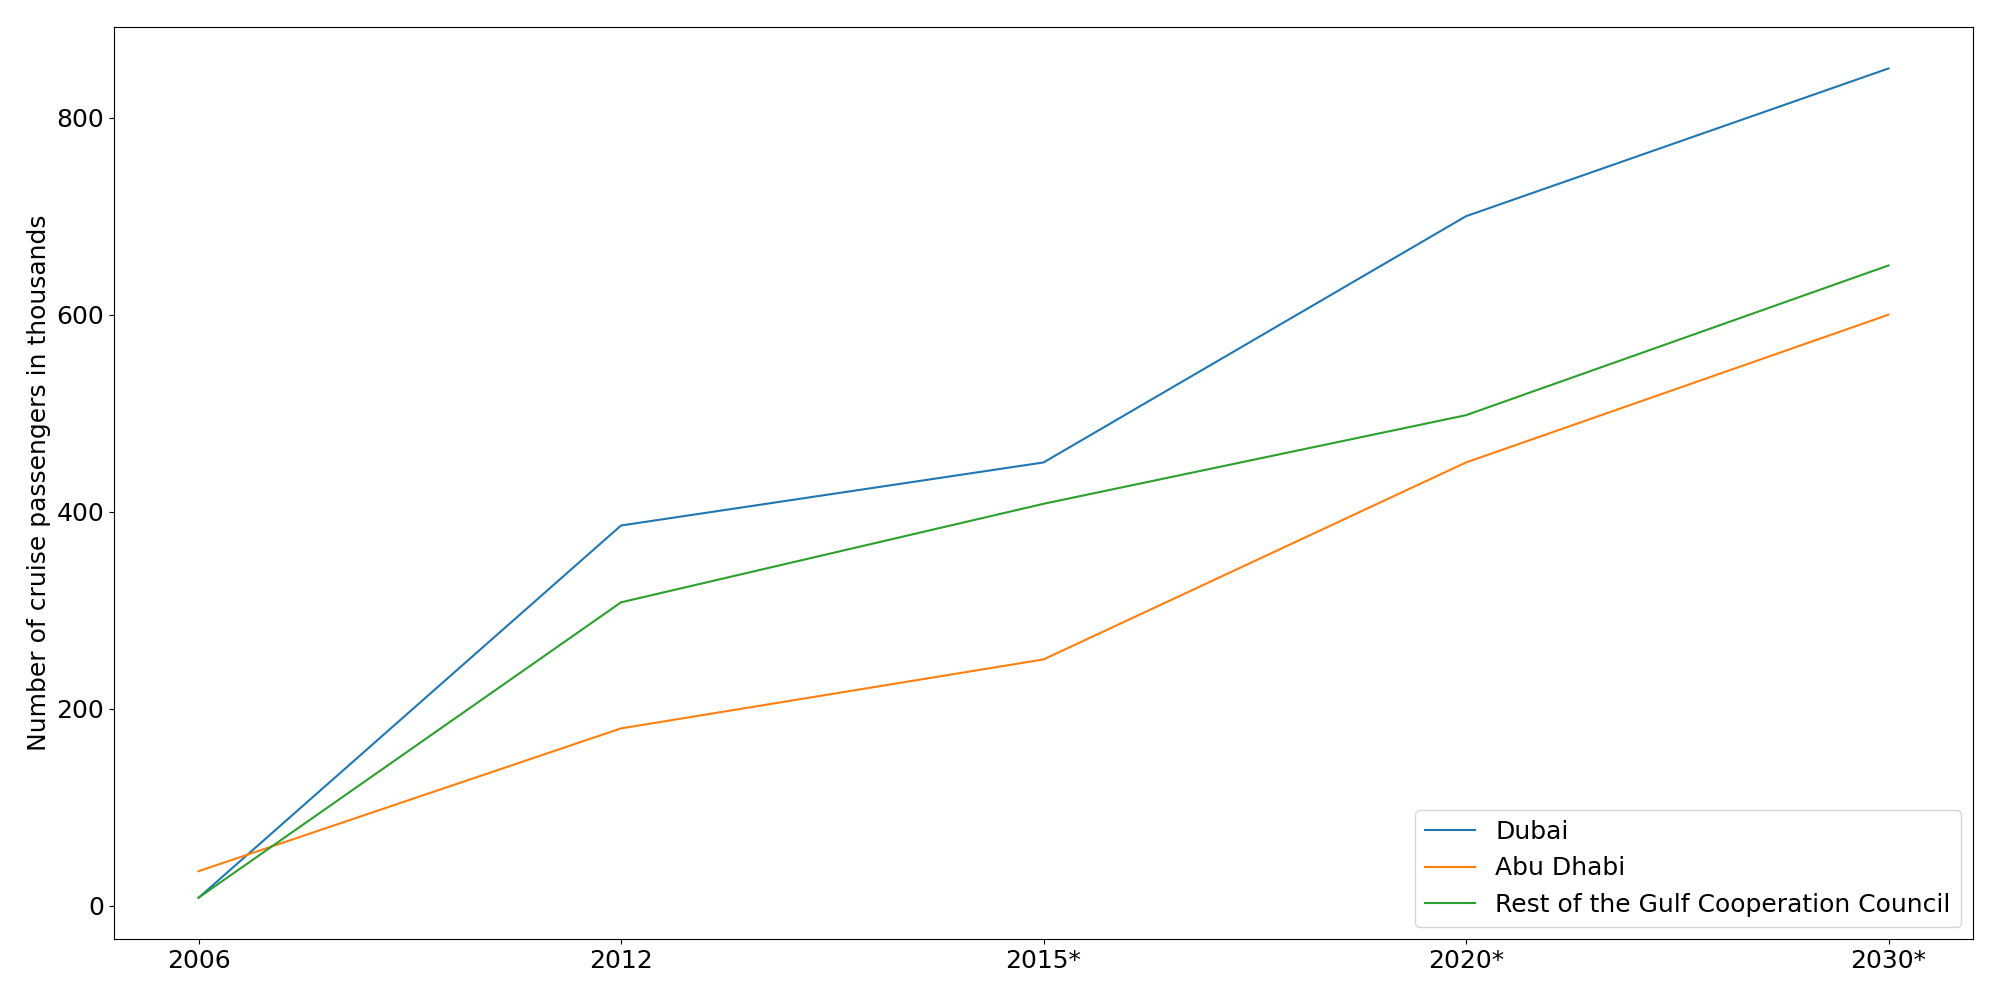 Number of cruise passengers in thousands
800
600
400
200
0
2006
2012
2015*
2020*
2030*
Dubai
Abu Dhabi
Rest of the Gulf Cooperation Council